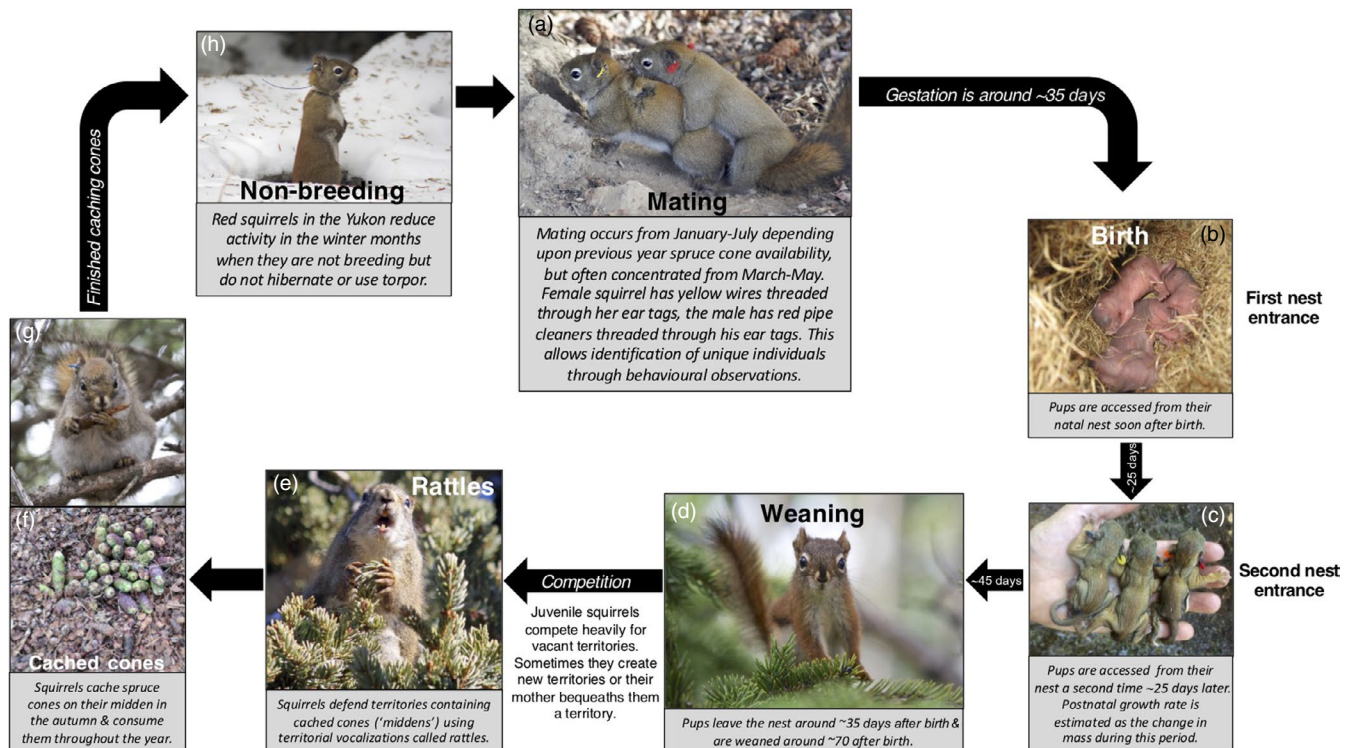 (h)
Non-breeding
Red squirrels in the Yukon reduce
activity in the winter months
when they are not breeding but
do not hibernate or use torpor.
(a)
Mating
Mating occurs from January-July depending
upon previous year spruce cone availability,
but often concentrated from March-May.
Female squirrel has yellow wires threaded
through her ear tags, the male has red pipe
cleaners threaded through his ear tags. This
allows identification of unique individuals
through behavioural observations.
Gestation is around ~35 days
Birth
(b)
Pups are accessed from their
natal nest soon after birth.
First nest
entrance
~25 days
(c)
Pups are accessed from their
nest a second time ~25 days later.
Postnatal growth rate is
estimated as the change in
mass during this period.
Second nest
entrance
~45 days
(d)
Weaning
Pups leave the nest around ~35 days after birth &
are weaned around ~70 after birth.
Competition
Juvenile squirrels
compete heavily for
vacant territories.
Sometimes they create
new territories or their
mother bequeaths them
a territory.
(e)
Rattles
Squirrels defend territories containing
cached cones ('middens') using
territorial vocalizations called rattles.
(g)
(f)
Cached cones
Squirrels cache spruce
cones on their midden in
the autumn & consume
them throughout the year.
Finished caching cones